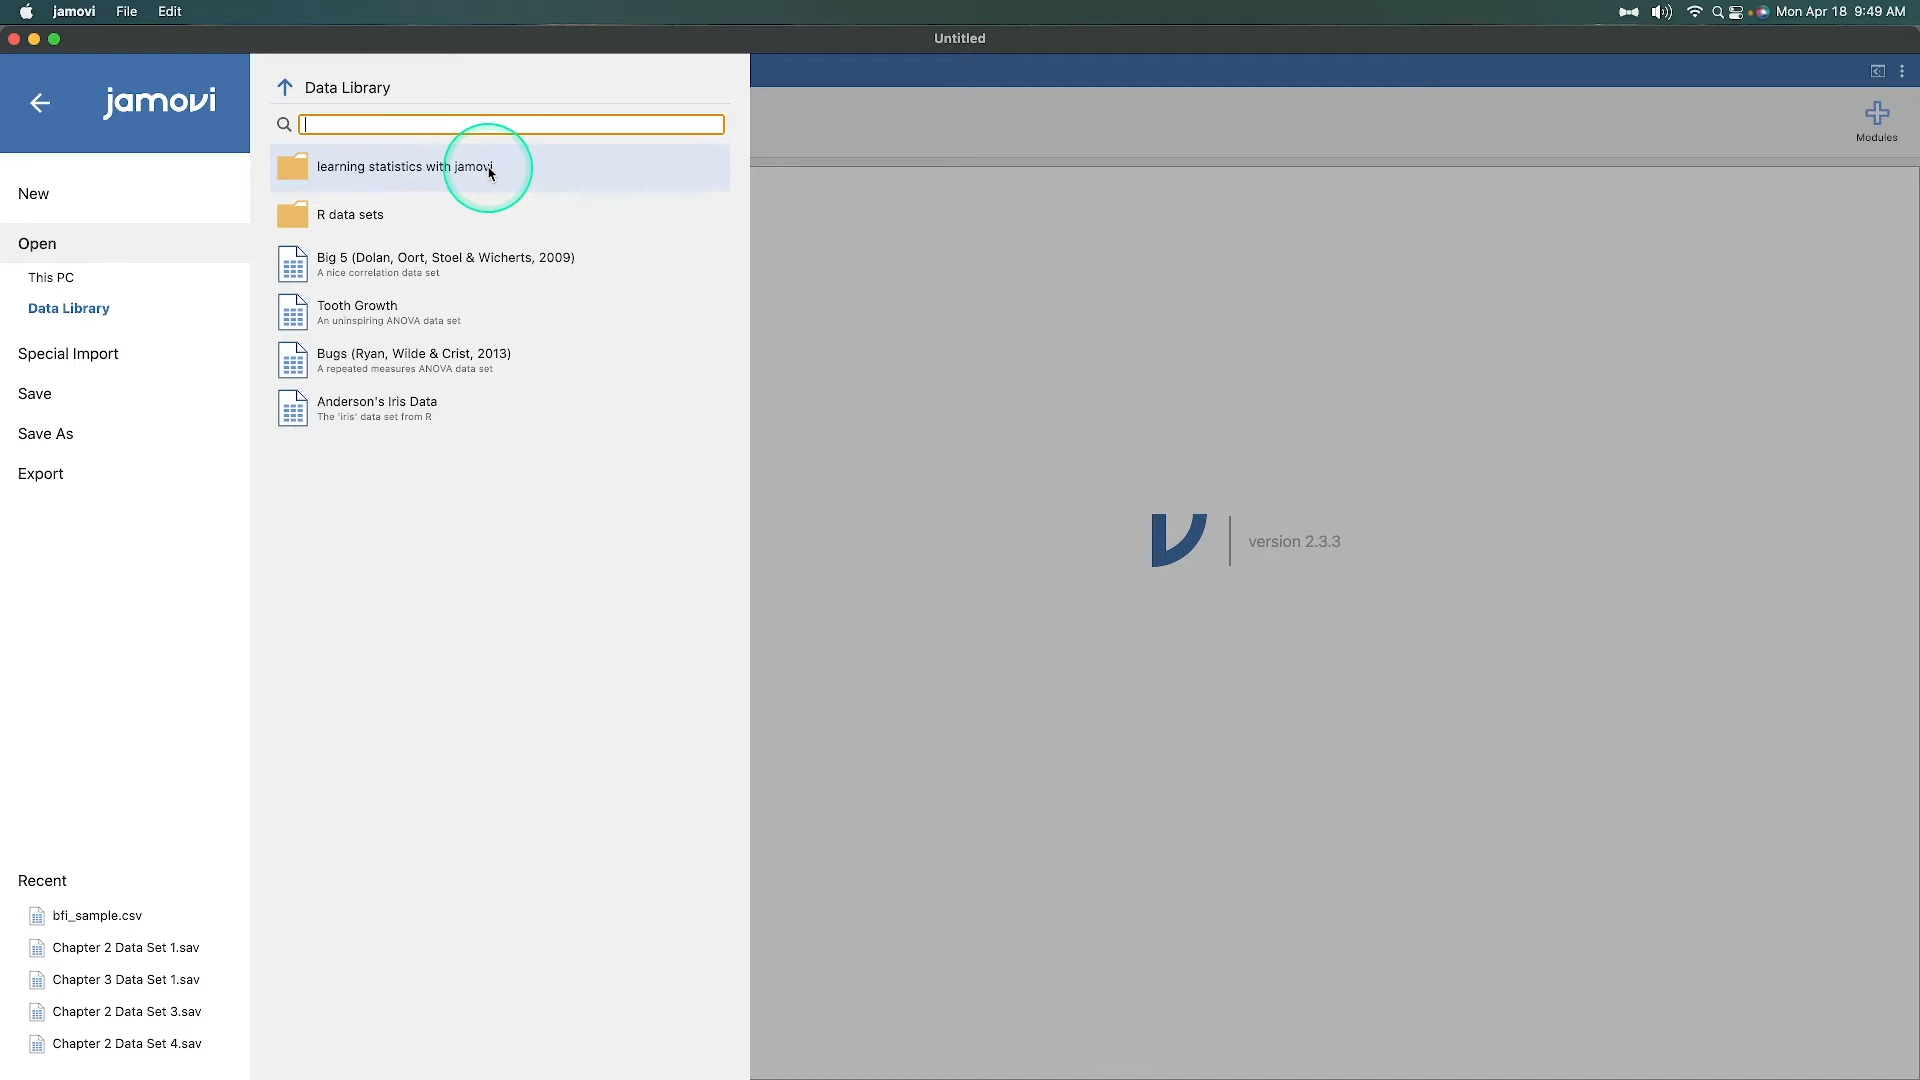 jamovi File Edit Mon Apr 18 9:49 AM
Untitled
jamovi
Data Library
Modules
learning statistics with jamovi
New
R data sets
Open
Big 5 (Dolan, Oort, Stoel & Wicherts, 2009)
A nice correlation data set
This PC
Data Library
Tooth Growth
An uninspiring ANOVA data set
Special Import
Bugs (Ryan, Wilde & Crist, 2013)
A repeated measures ANOVA data set
Save
Anderson's Iris Data
The 'iris' data set from R
Save As
Export
version 2.3.3
Recent
bfi_sample.csv
Chapter 2 Data Set 1.sav
Chapter 3 Data Set 1.sav
Chapter 2 Data Set 3.sav
Chapter 2 Data Set 4.sav